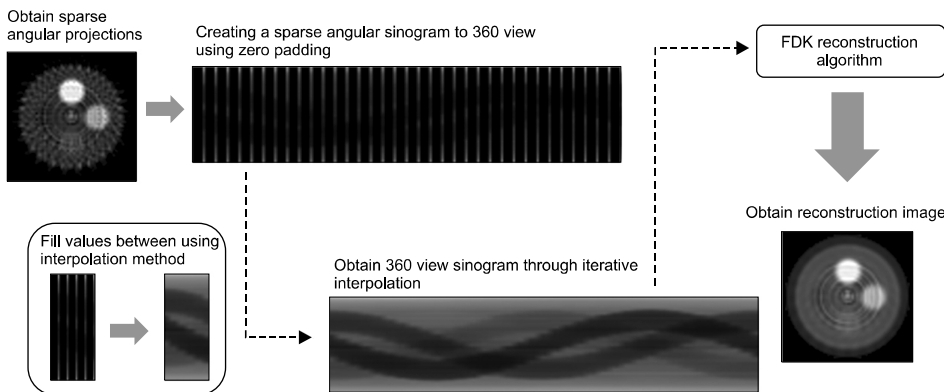 Obtain sparse
angular projections
Creating a sparse angular sinogram to 360 view
using zero padding
FDK reconstruction
algorithm
Fill values between using
interpolation method
Obtain 360 view sinogram through iterative
interpolation
Obtain reconstruction image